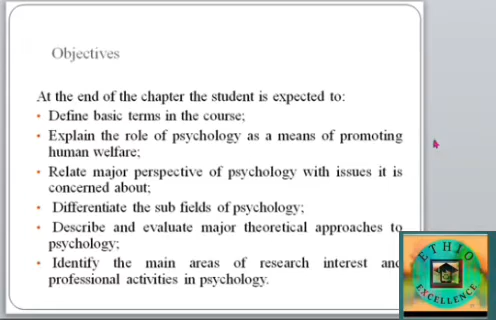 Objectives
At the end of the chapter the student is expected to:
• Define basic terms in the course;
• Explain the role of psychology as a means of promoting
human welfare;
• Relate major perspective of psychology with issues it is
concerned about;
• Differentiate the sub fields of psychology;
• Describe and evaluate major theoretical approaches to
psychology;
• Identify the main areas of research interest and
professional activities in psychology.
ETHIO
EXCELLENCE